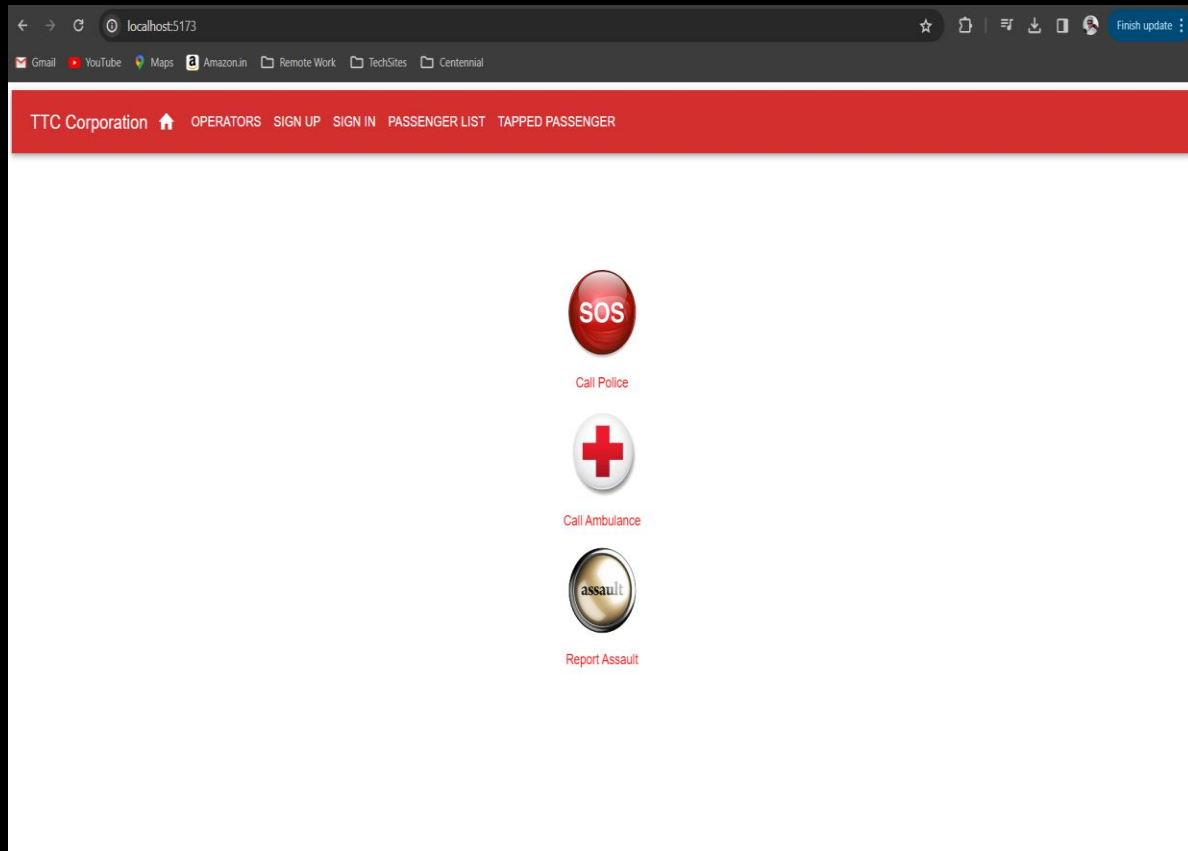 localhost:5173
Finish update
Gmail YouTube Maps Amazon.in Remote Work TechSites Centennial
TTC Corporation OPERATORS SIGN UP SIGN IN PASSENGER LIST TAPPED PASSENGER
SOS
Call Police
Call Ambulance
assault
Report Assault